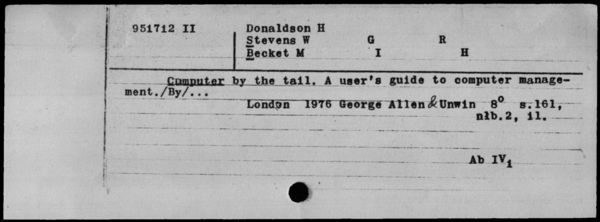 951712 II Donaldson H
Stevens W G R
Becket M I H
Computer by the tail. A user's guide to computer manage-
ment./By/...
London 1976 George Allen & Unwin 8° s.161,
nlb.2, il.
Ab IV1